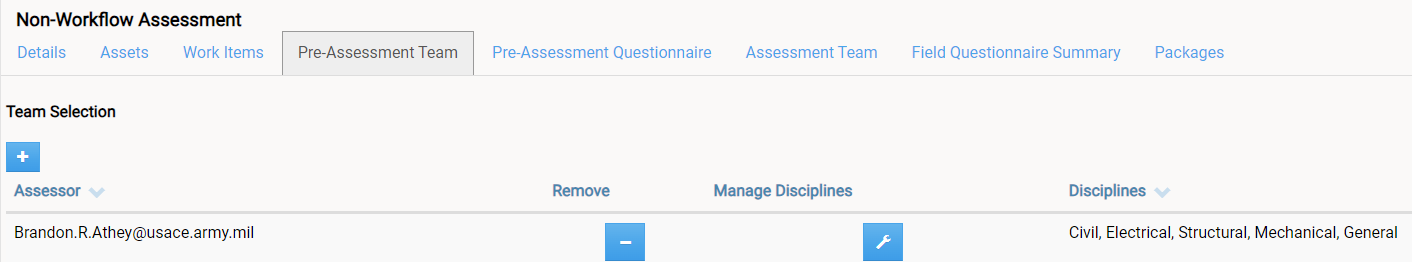 Non-Workflow Assessment
Details Assets Work Items Pre-Assessment Team Pre-Assessment Questionnaire Assessment Team Field Questionnaire Summary Packages
Team Selection
Assessor Remove Manage Disciplines Disciplines
Brandon.R.Athey@usace.army.mil Civil, Electrical, Structural, Mechanical, General